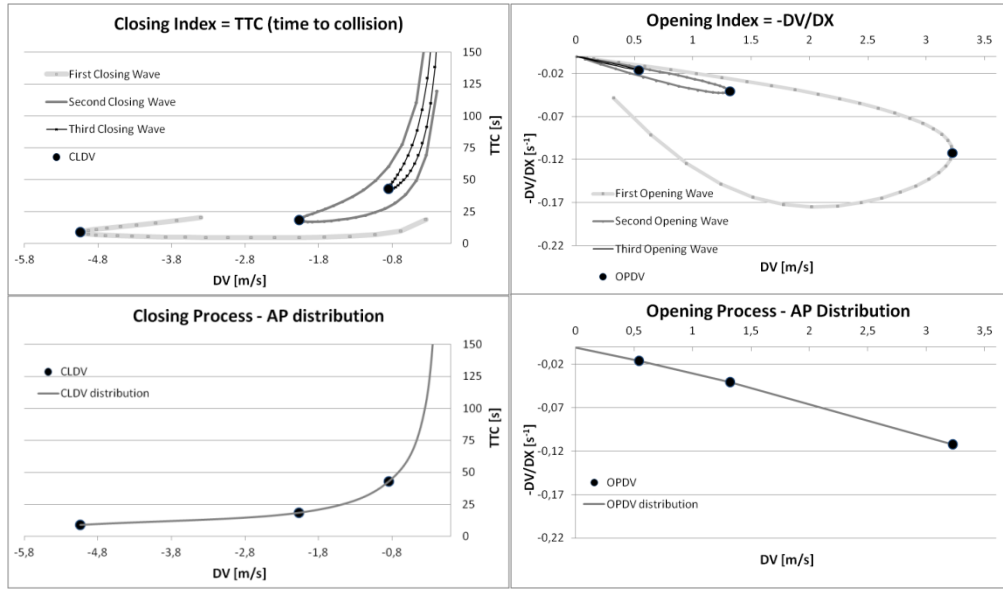 Closing Index = TTC (time to collision)
150
125
100
75
50
25
0
TTC [s]
First Closing Wave
Second Closing Wave
Third Closing Wave
CLDV
-5.8 -4.8 -3.8 -2.8 -1.8 -0.8
DV [m/s]
Opening Index = -DV/DX
0 0.5 1 1.5 2 2.5 3 3.5
-0.02
-0.07
-0.12
-0.17
-0.22
-DV/DX [s-1]
First Opening Wave
Second Opening Wave
Third Opening Wave
OPDV
DV [m/s]
Closing Process - AP distribution
150
125
100
75
50
25
0
TTC [s]
CLDV
CLDV distribution
-5,8 -4,8 -3,8 -2,8 -1,8 -0,8
DV [m/s]
Opening Process - AP Distribution
0 0,5 1 1,5 2 2,5 3 3,5
-0,02
-0,07
-0,12
-0,17
-0,22
-DV/DX [s-1]
OPDV
OPDV distribution
DV [m/s]